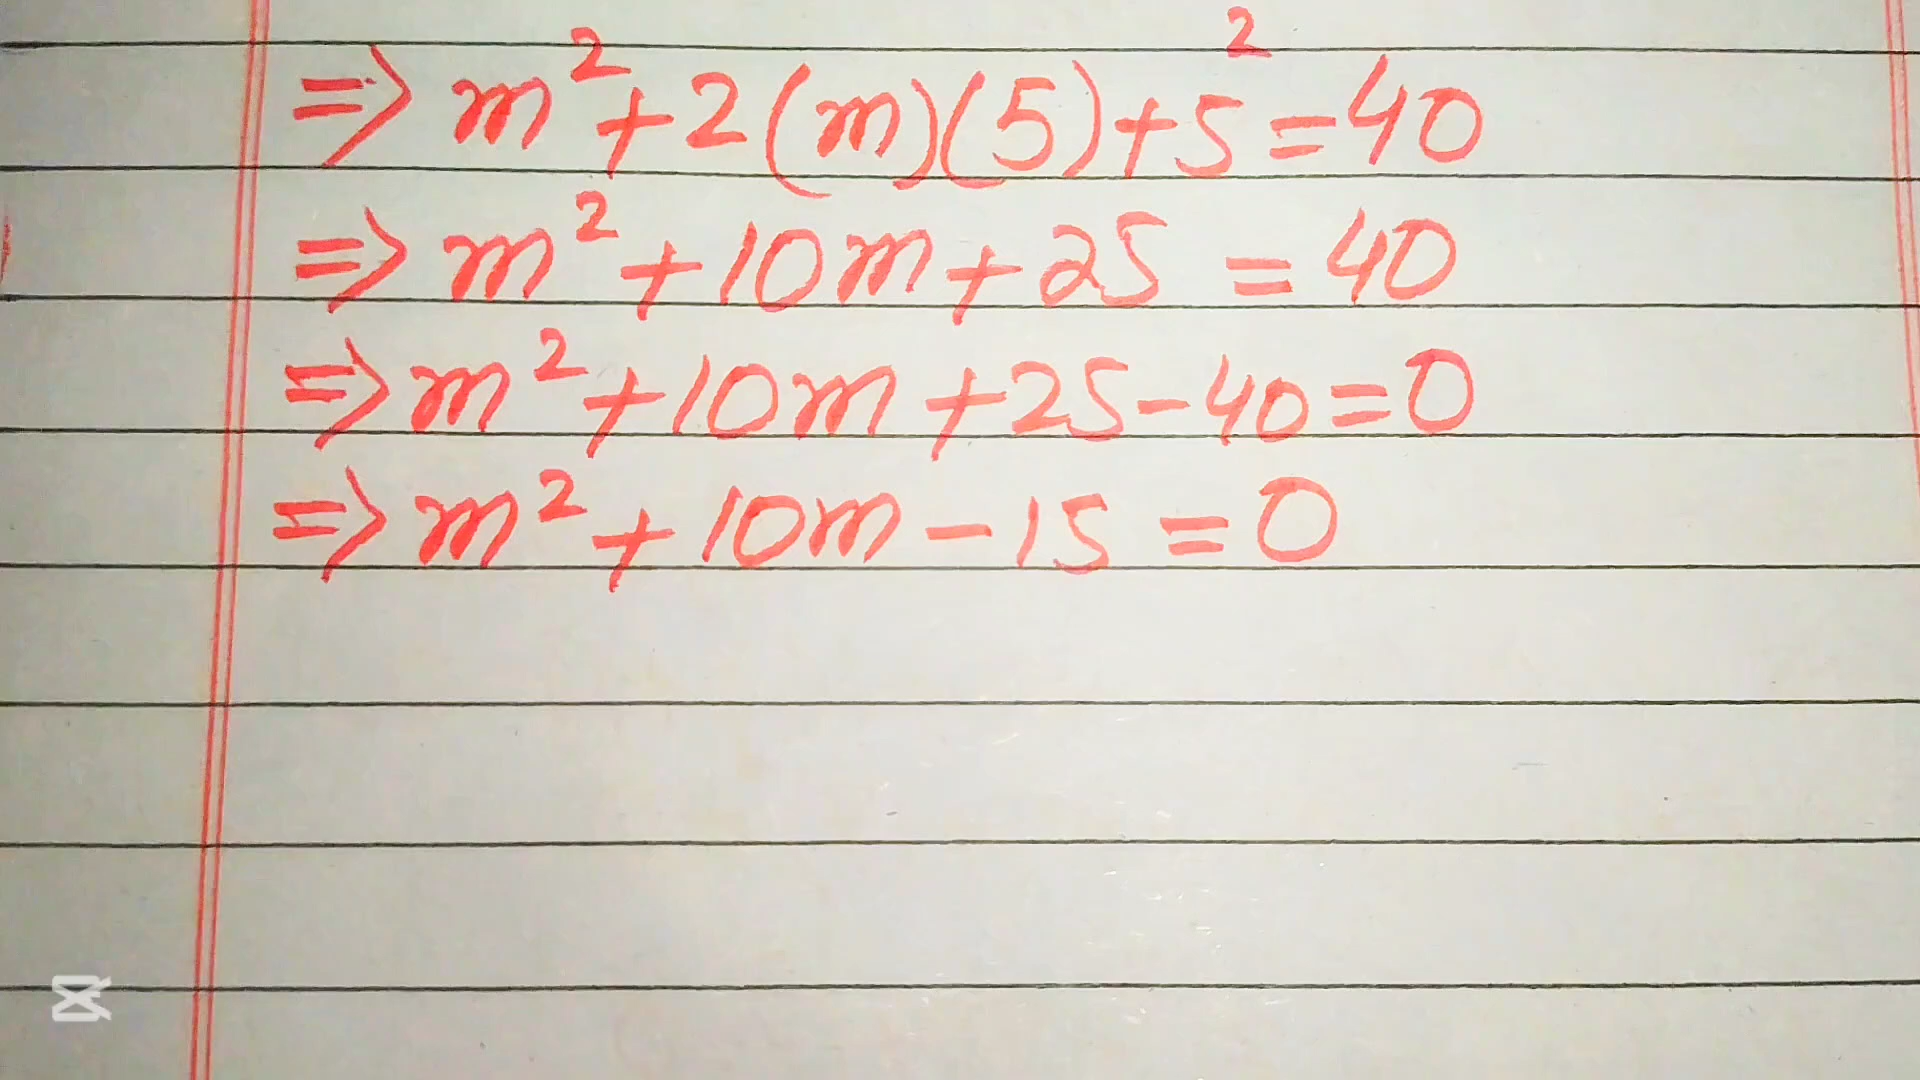 ⇒ m² + 2(m)(5) + 5² = 40
⇒ m² + 10m + 25 = 40
⇒ m² + 10m + 25 - 40 = 0
⇒ m² + 10m - 15 = 0